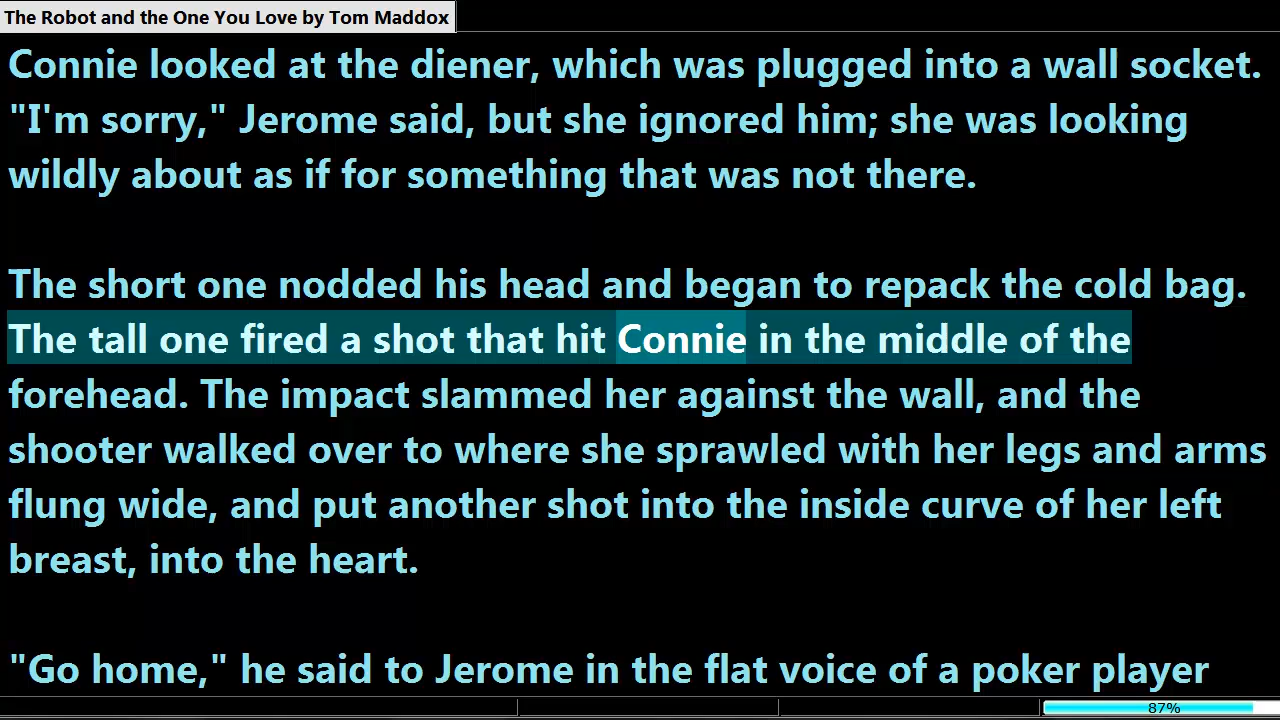 The Robot and the One You Love by Tom Maddox
Connie looked at the diener, which was plugged into a wall socket.
"I'm sorry," Jerome said, but she ignored him; she was looking
wildly about as if for something that was not there.
The short one nodded his head and began to repack the cold bag.
The tall one fired a shot that hit Connie in the middle of the
forehead. The impact slammed her against the wall, and the
shooter walked over to where she sprawled with her legs and arms
flung wide, and put another shot into the inside curve of her left
breast, into the heart.
"Go home," he said to Jerome in the flat voice of a poker player
87%